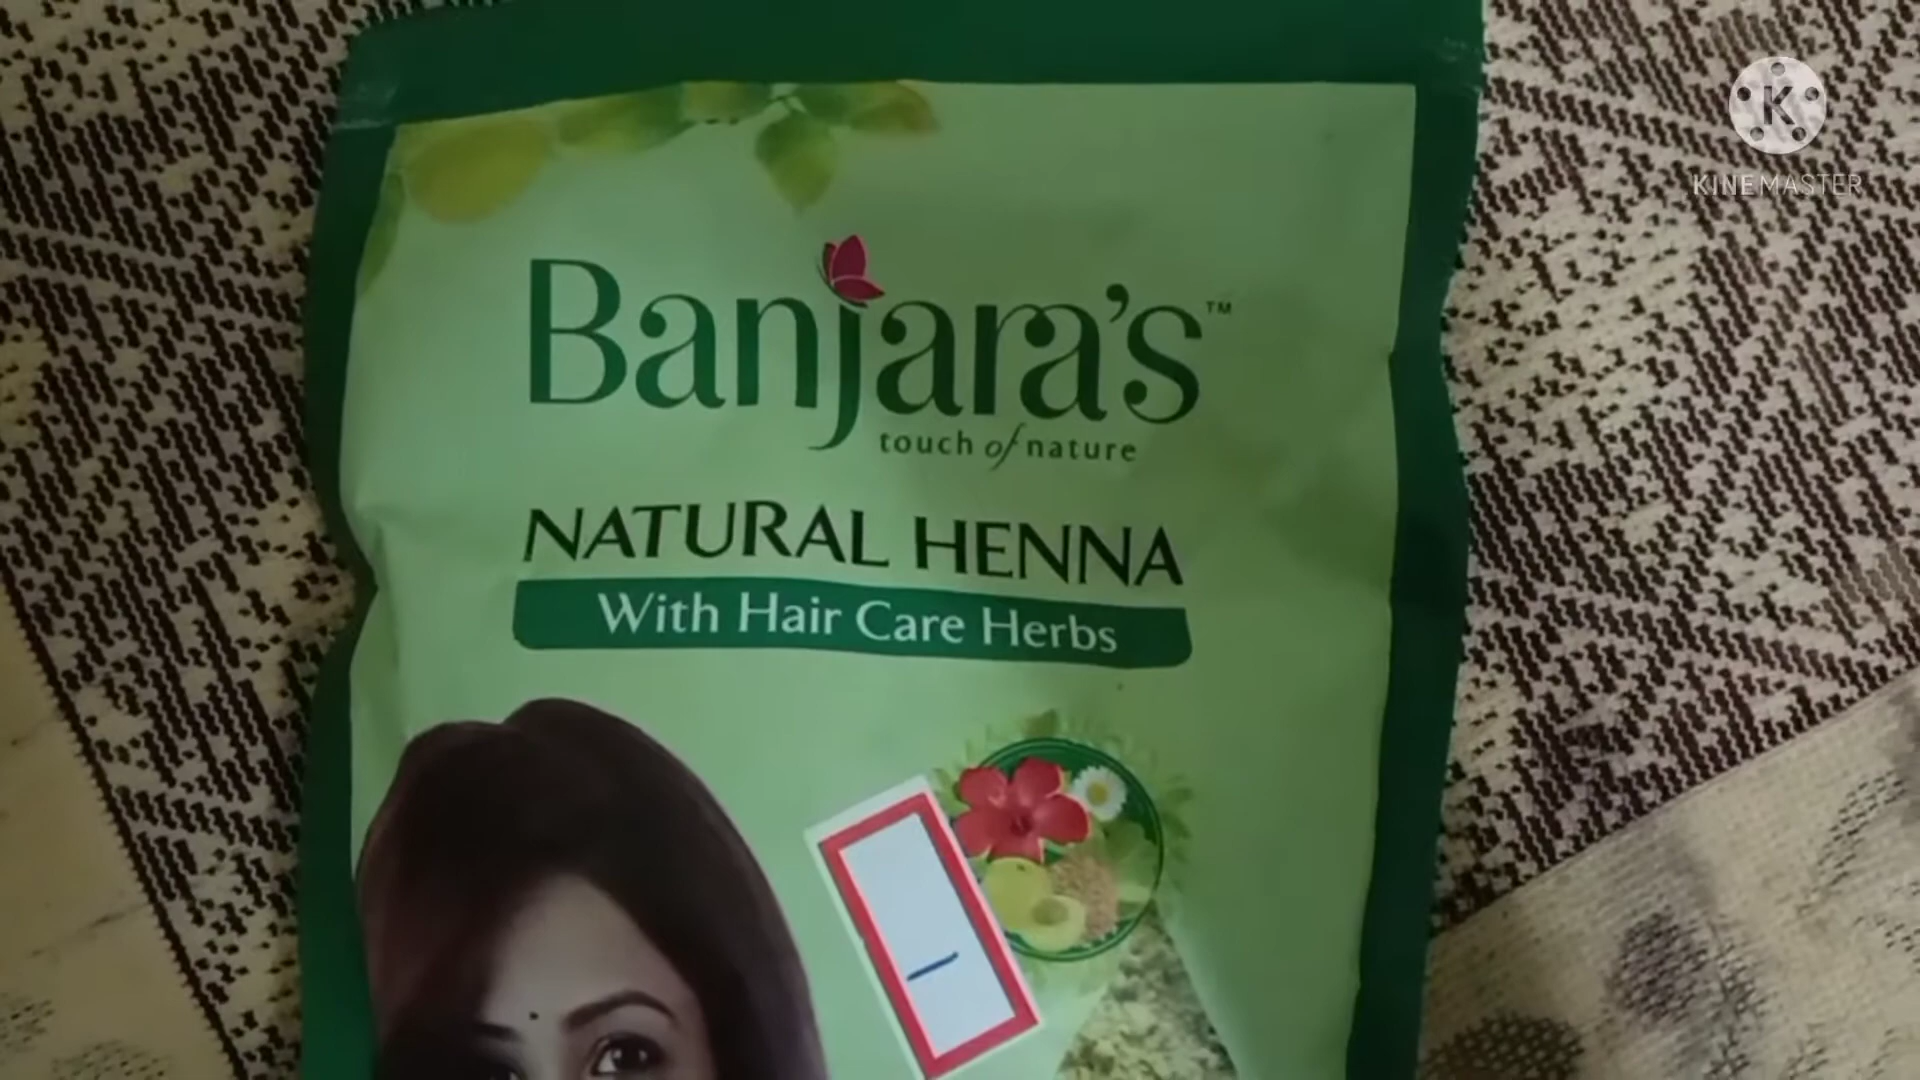 Banjara's™
touch of nature
NATURAL HENNA
With Hair Care Herbs
K
KINEMASTER